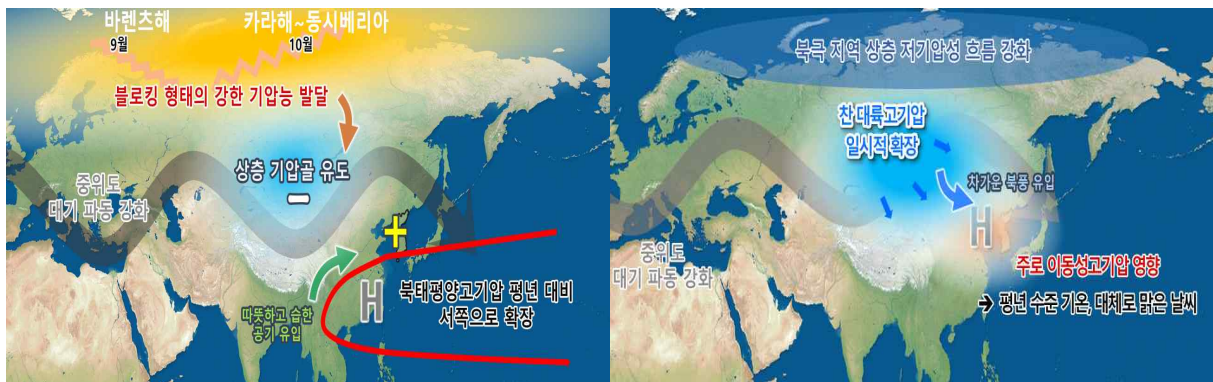 바렌츠해
9월
카라해~동시베리아
10월
블로킹 형태의 강한 기압능 발달
상층 기압골 유도
−
중위도
대기 파동 강화
+
H
따뜻하고 습한
공기 유입
북태평양고기압 평년 대비
서쪽으로 확장
북극 지역 상층 저기압성 흐름 강화
찬 대륙고기압
일시적 확장
차가운 북풍 유입
H
중위도
대기 파동 강화
주로 이동성고기압 영향
→ 평년 수준 기온, 대체로 맑은 날씨